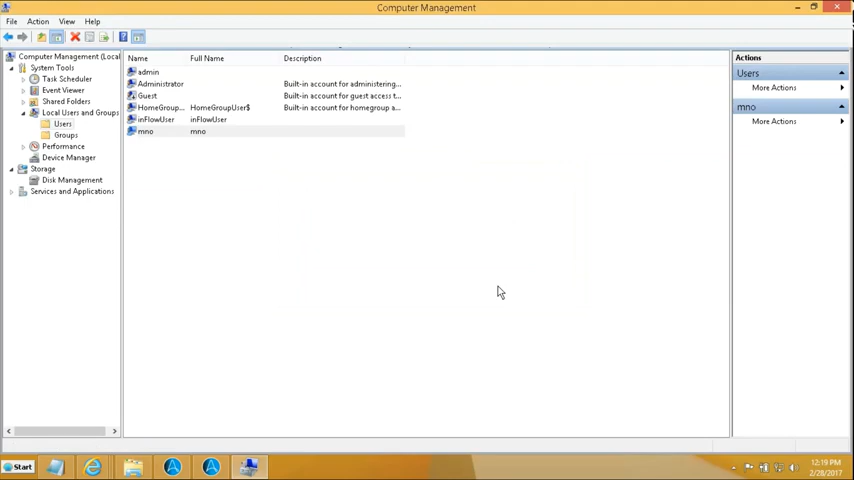 Computer Management
File Action View Help
Computer Management (Local
System Tools
Task Scheduler
Event Viewer
Shared Folders
Local Users and Groups
Users
Groups
Performance
Device Manager
Storage
Disk Management
Services and Applications
Name Full Name Description
admin
Administrator Built-in account for administering...
Guest Built-in account for guest access t...
HomeGroup... HomeGroupUser$ Built-in account for homegroup a...
inFlowUser inFlowUser
mno mno
Actions
Users
More Actions
mno
More Actions
Start
12:19 PM
2/28/2017